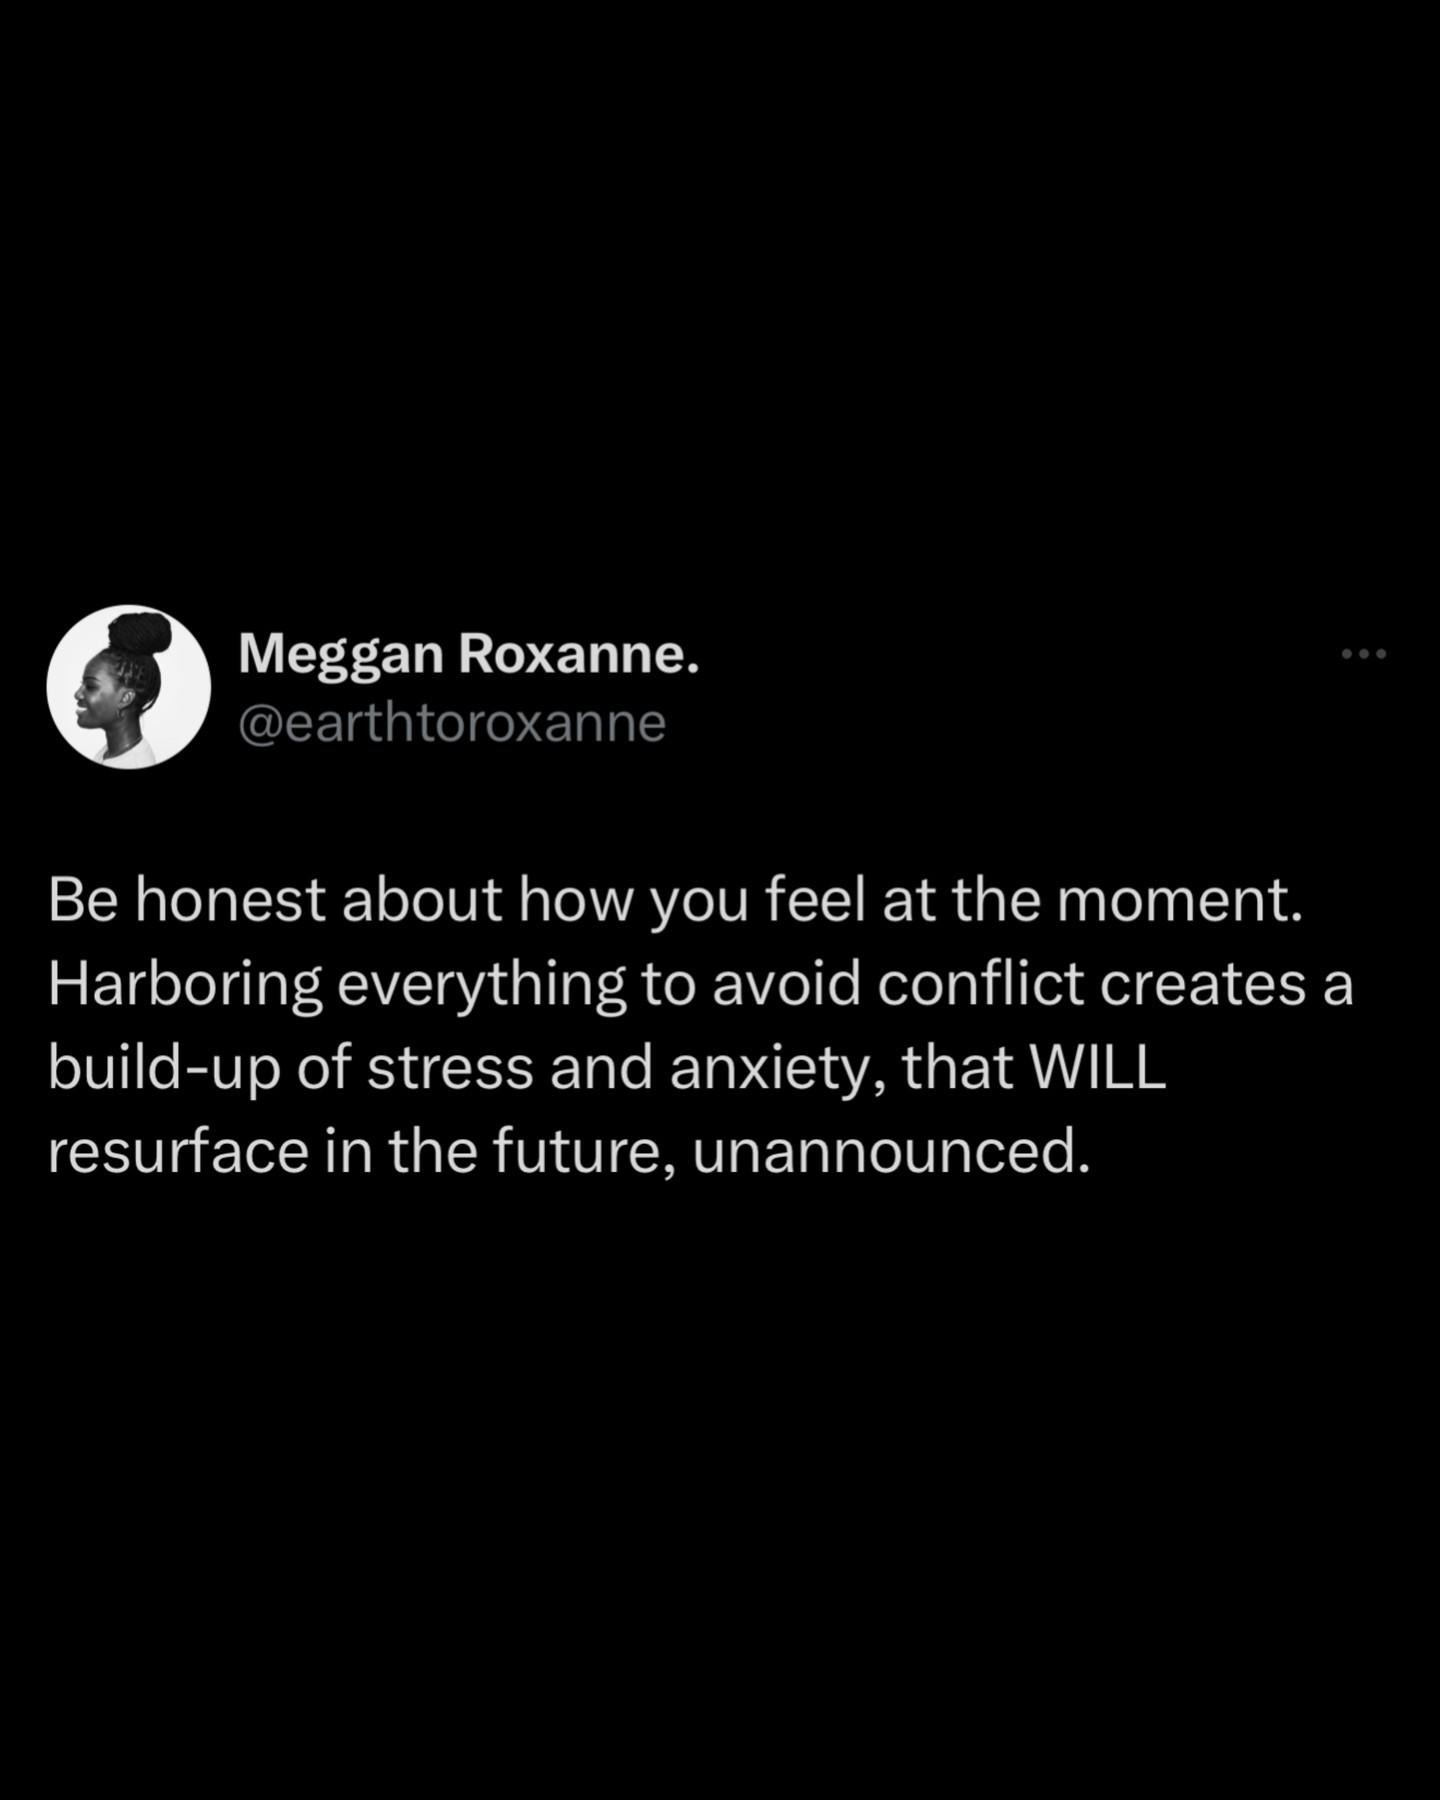 Meggan Roxanne.
@earthtoroxanne
Be honest about how you feel at the moment.
Harboring everything to avoid conflict creates a
build-up of stress and anxiety, that WILL
resurface in the future, unannounced.